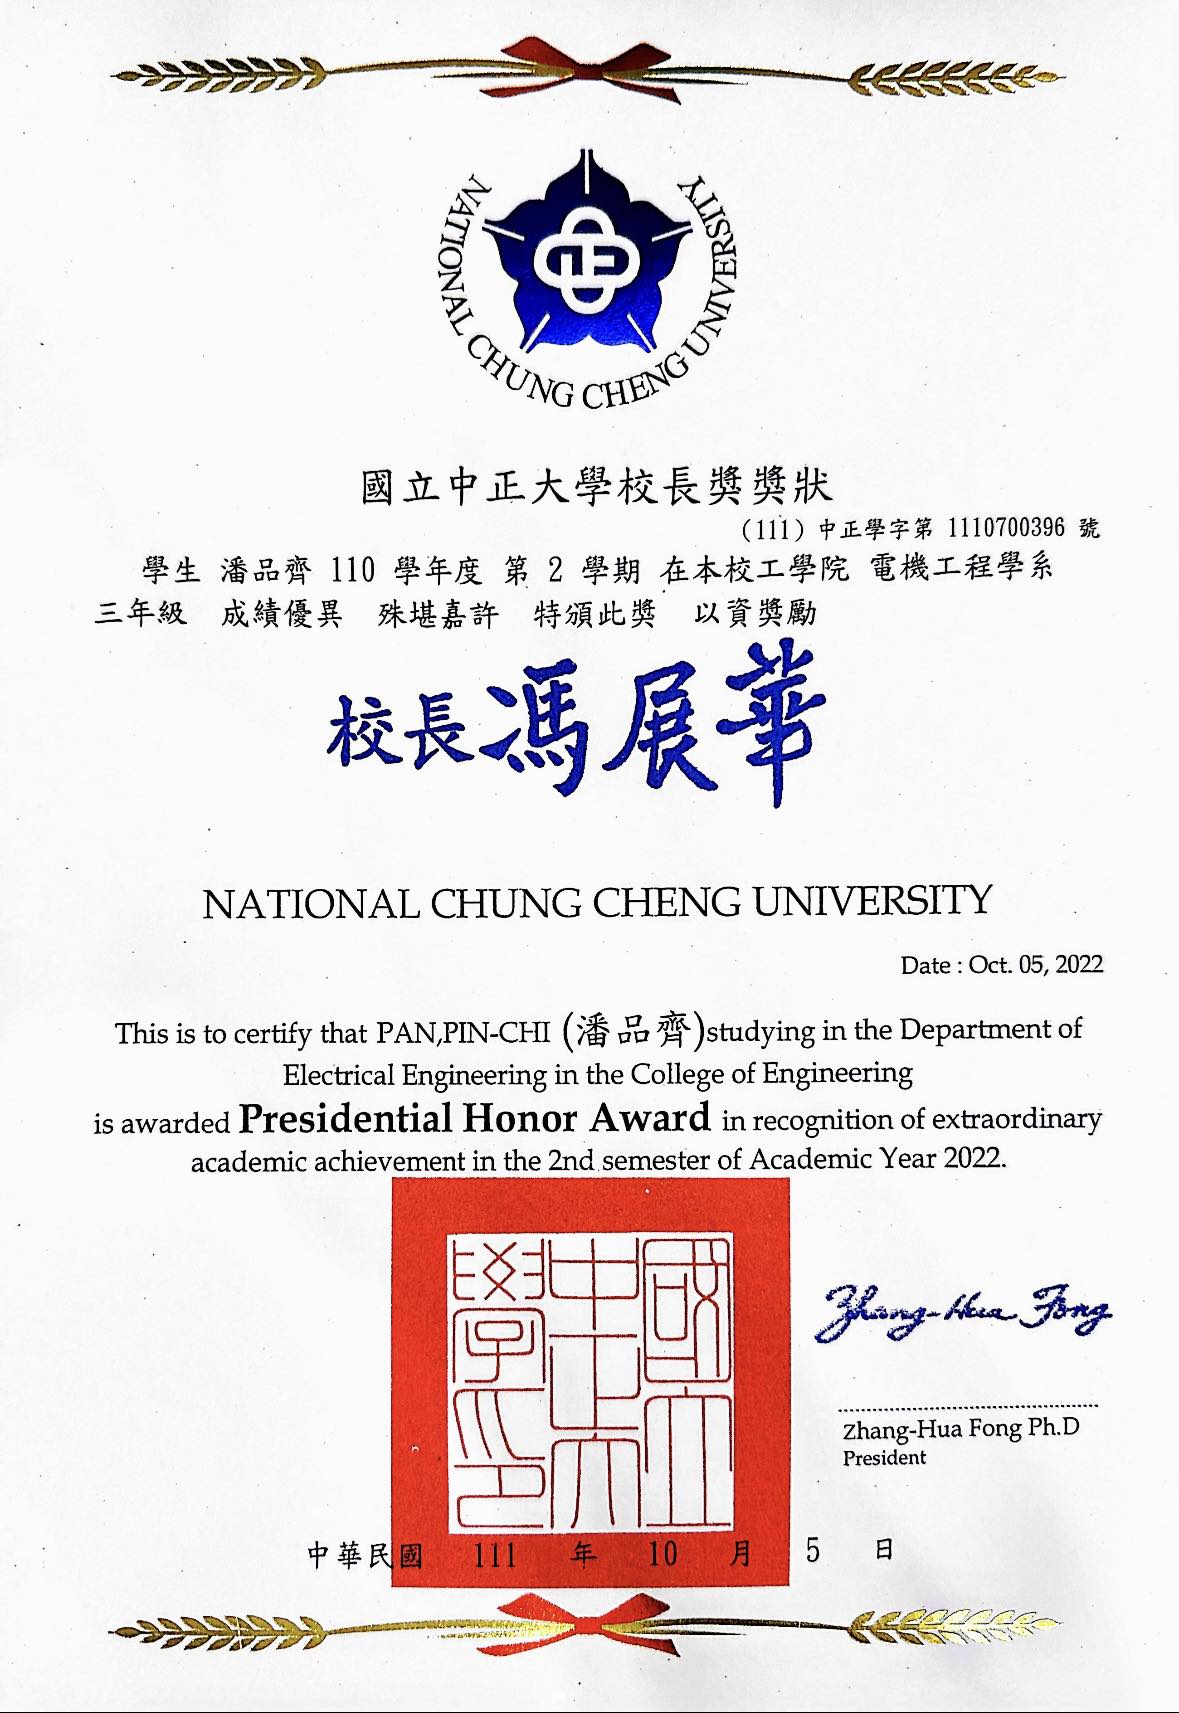 NATIONAL CHUNG CHENG UNIVERSITY
國立中正大學校長獎獎狀
(111) 中正學字第 1110700396 號
學生 潘品齊 110 學年度 第 2 學期 在本校工學院 電機工程學系
三年級 成績優異 殊堪嘉許 特頒此獎 以資獎勵
校長馮展華
NATIONAL CHUNG CHENG UNIVERSITY
Date : Oct. 05, 2022
This is to certify that PAN,PIN-CHI (潘品齊)studying in the Department of
Electrical Engineering in the College of Engineering
is awarded Presidential Honor Award in recognition of extraordinary
academic achievement in the 2nd semester of Academic Year 2022.
國立中正大學印
Zhang-Hua Fong
Zhang-Hua Fong Ph.D
President
中華民國 111 年 10 月 5 日